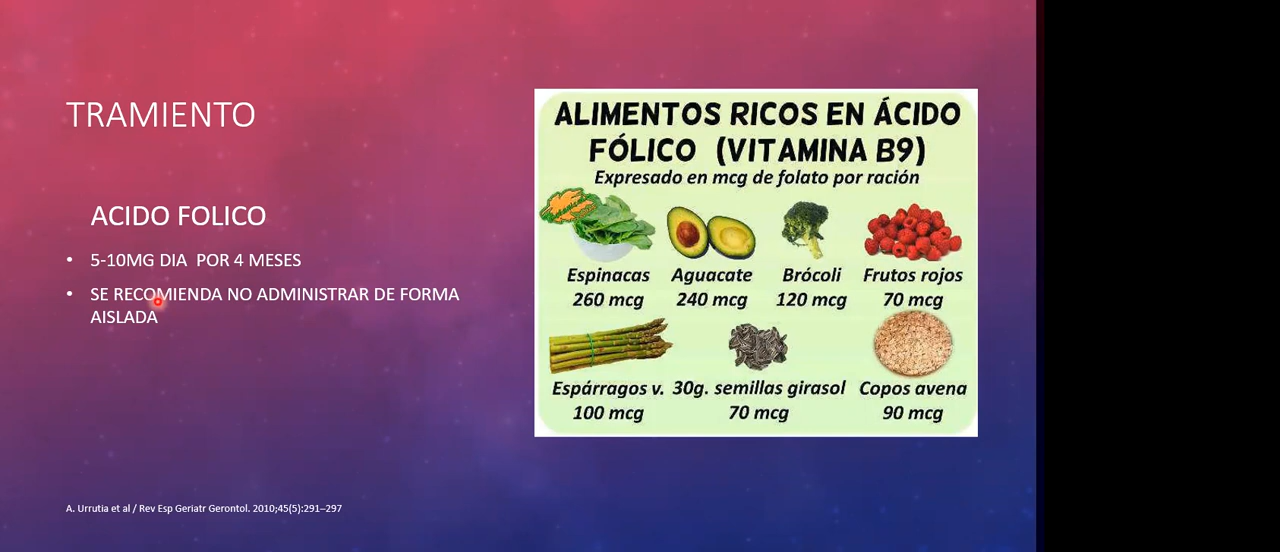 TRAMIENTO
ACIDO FOLICO
• 5-10MG DIA  POR 4 MESES
• SE RECOMIENDA NO ADMINISTRAR DE FORMA
AISLADA
A. Urrutia et al / Rev Esp Geriatr Gerontol. 2010;45(5):291–297
ALIMENTOS RICOS EN ÁCIDO
FÓLICO (VITAMINA B9)
Expresado en mcg de folato por ración
Espinacas Aguacate Brócoli Frutos rojos
260 mcg 240 mcg 120 mcg 70 mcg
Espárragos v. 30g. semillas girasol Copos avena
100 mcg 70 mcg 90 mcg